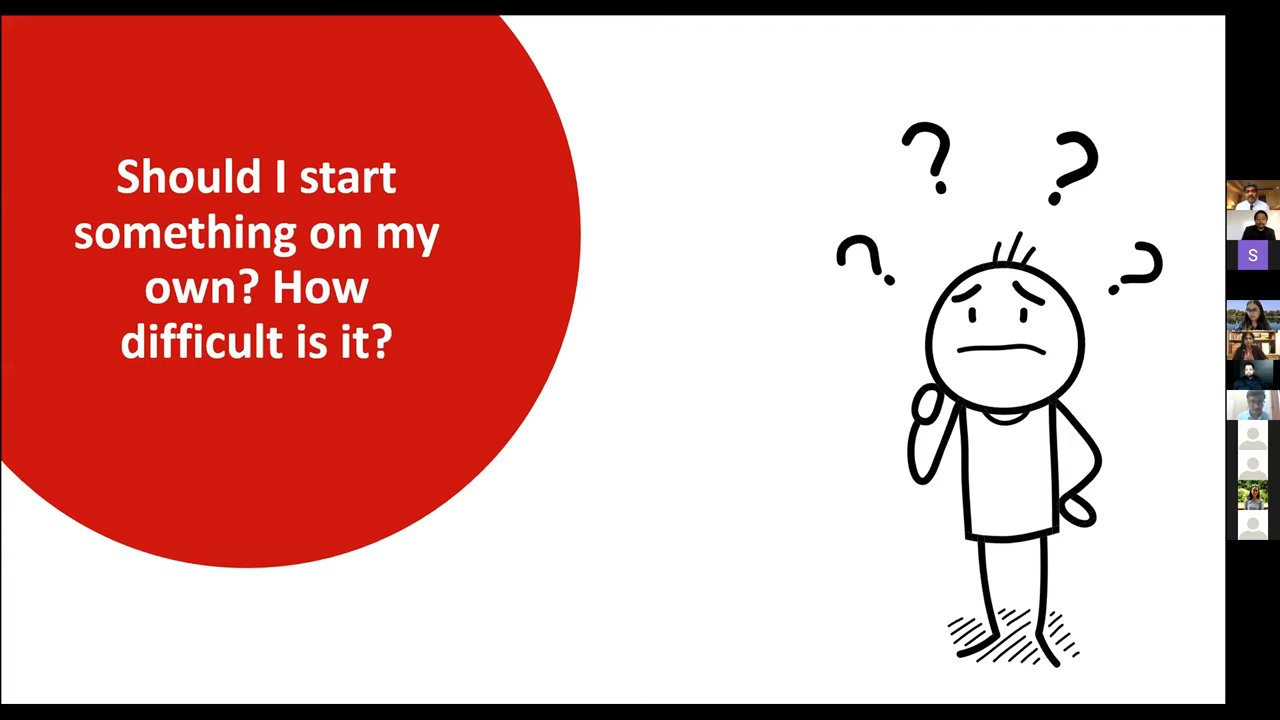 Should I start
something on my
own? How
difficult is it?
? ?
? ?
S